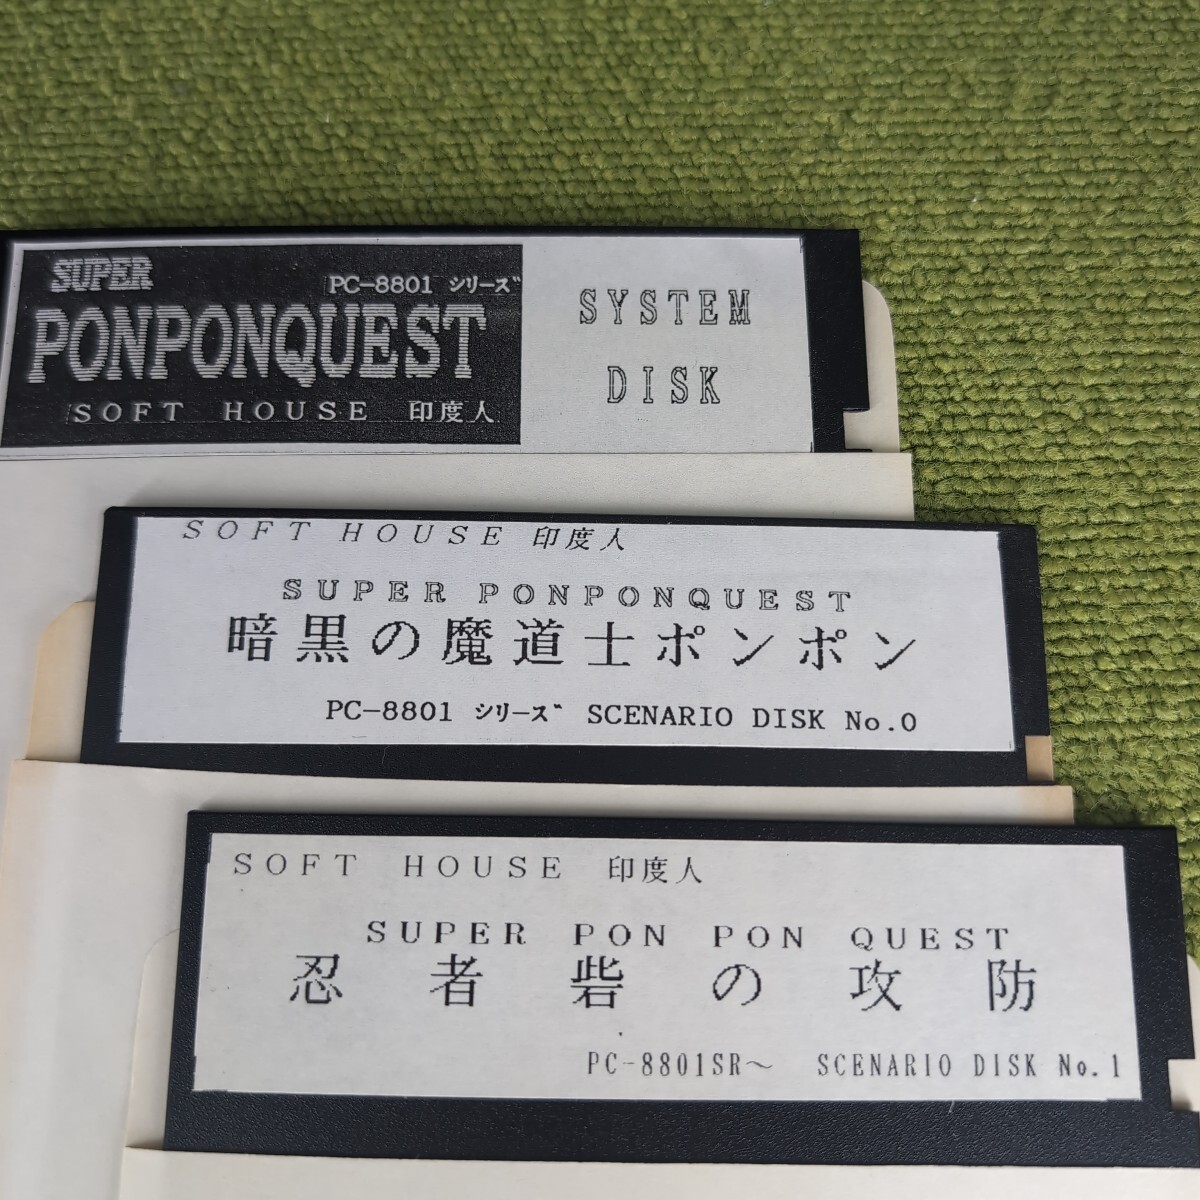 SUPER
PC-8801 シリーズ
PONPONQUEST
SOFT HOUSE 印度人
SYSTEM
DISK
SOFT HOUSE 印度人
SUPER PONPONQUEST
暗黒の魔道士ポンポン
PC-8801 シリーズ SCENARIO DISK No.0
SOFT HOUSE 印度人
SUPER PON PON QUEST
忍者砦の攻防
PC-8801SR～ SCENARIO DISK No.1